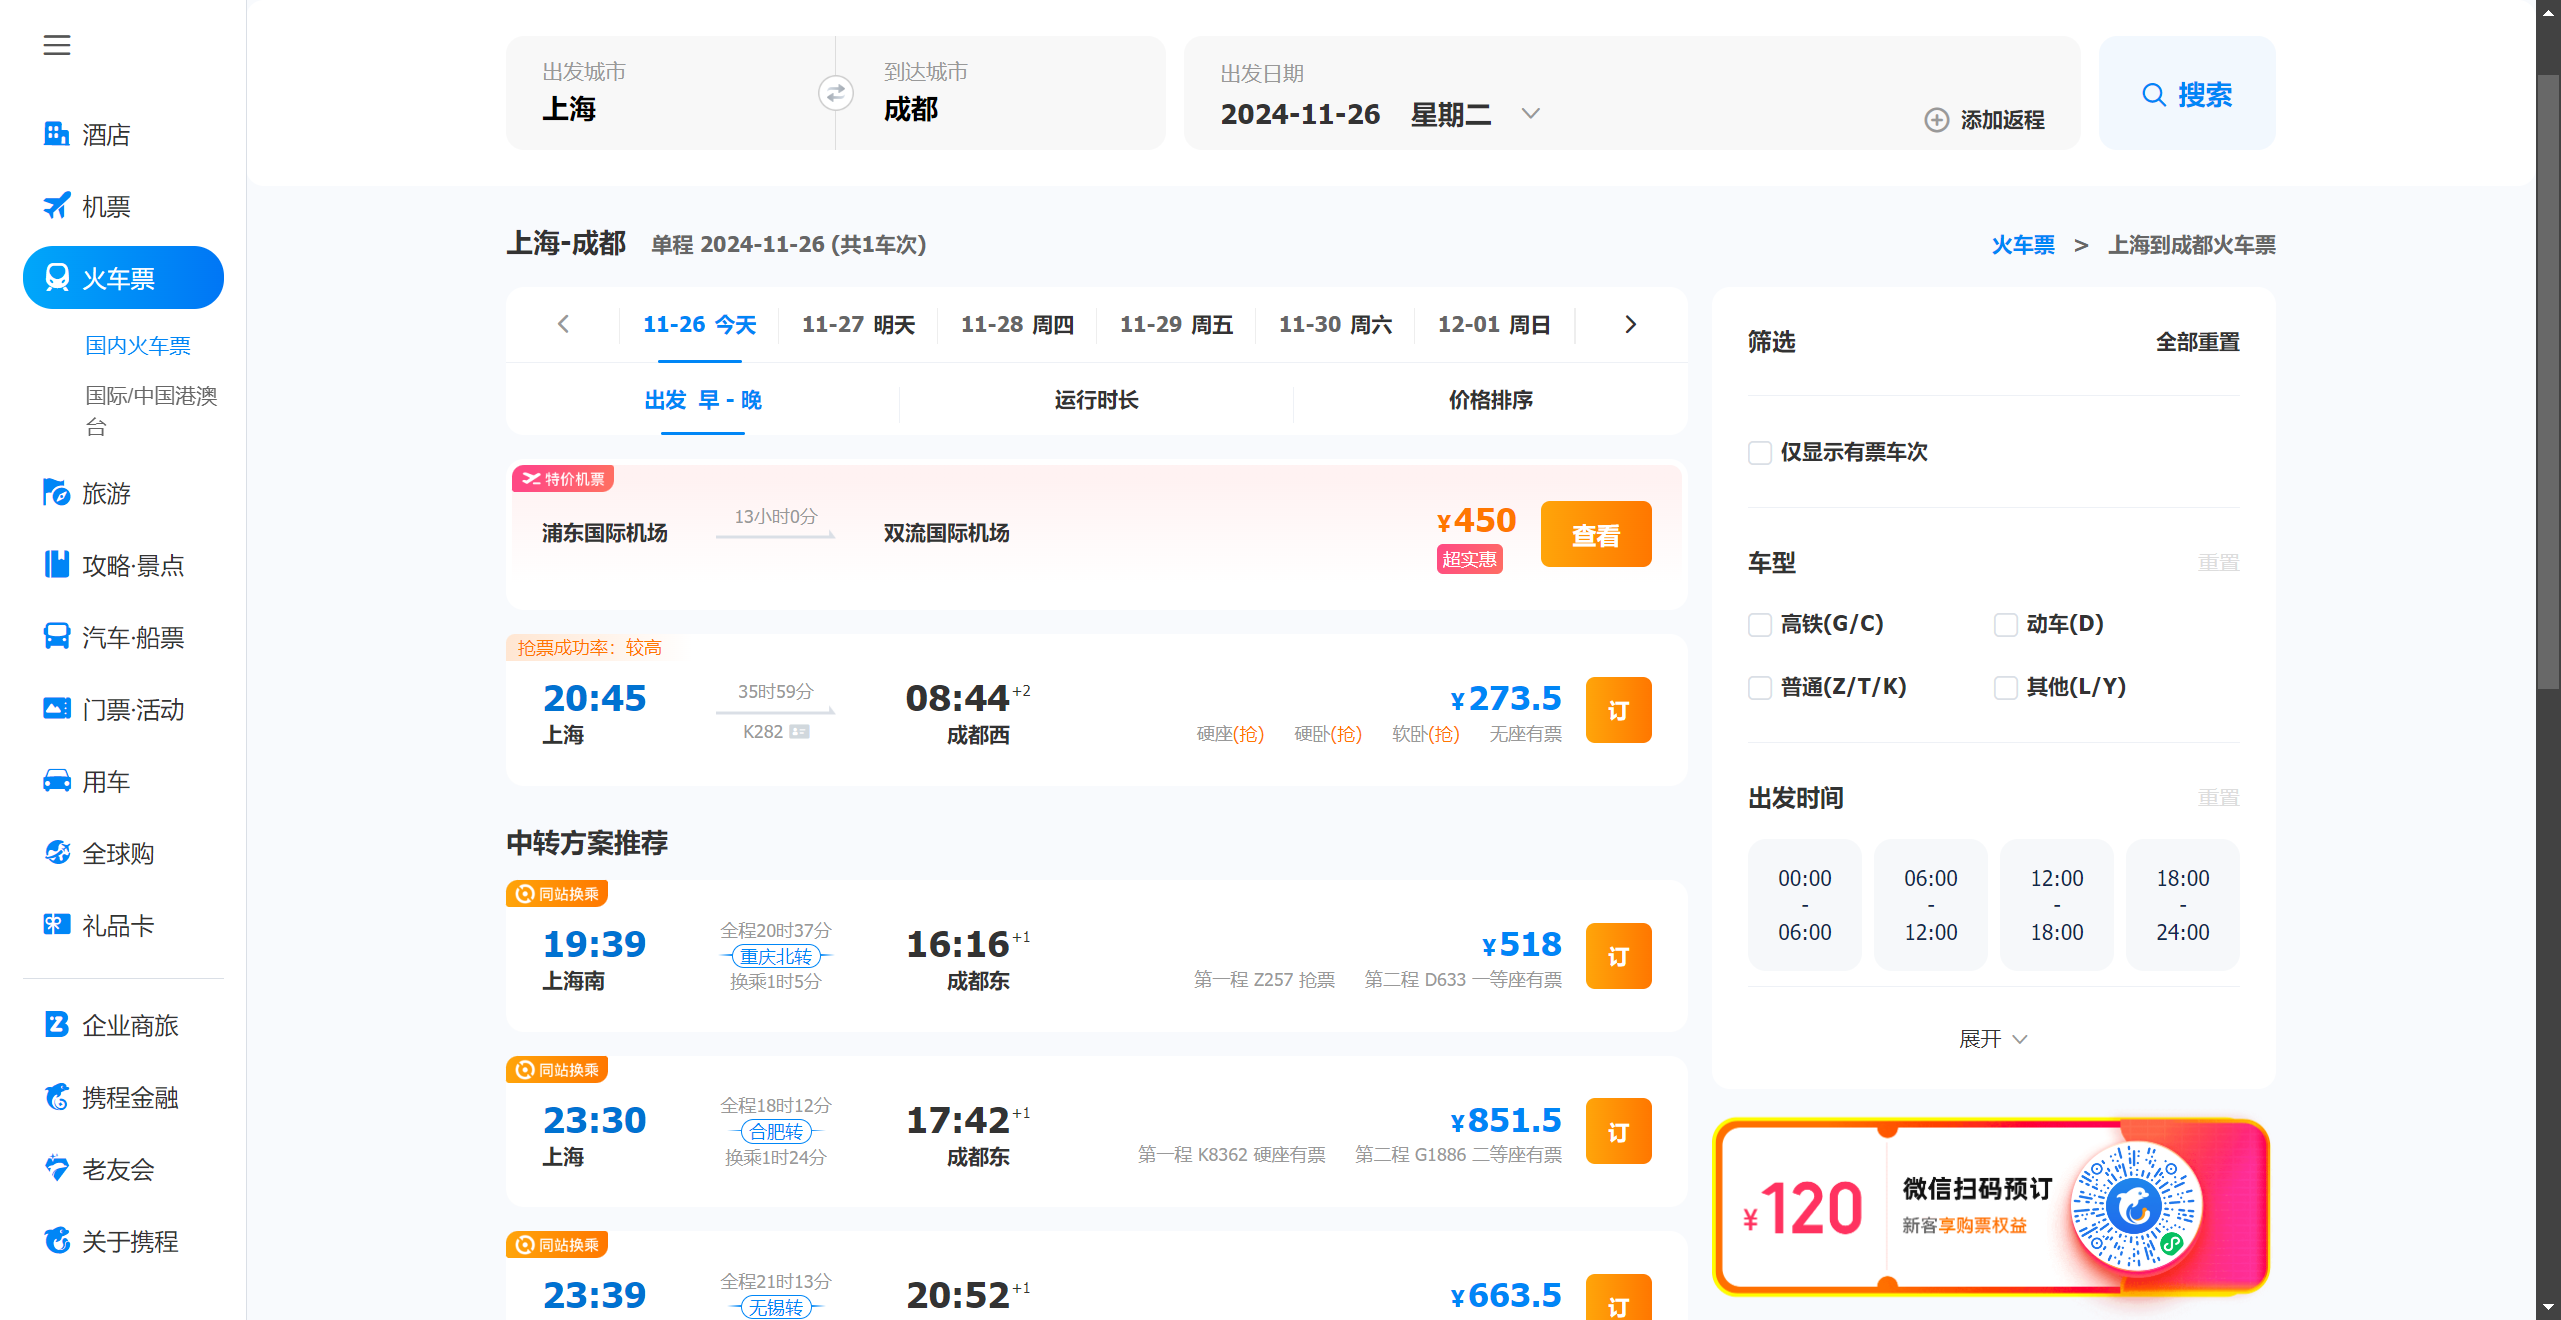 酒店
机票
火车票
国内火车票
国际/中国港澳
台
旅游
攻略·景点
汽车·船票
门票·活动
用车
全球购
礼品卡
企业商旅
携程金融
老友会
关于携程
出发城市
上海
到达城市
成都
出发日期
2024-11-26 星期二
添加返程
搜索
上海-成都 单程 2024-11-26 (共1车次)
火车票 > 上海到成都火车票
11-26 今天
11-27 明天
11-28 周四
11-29 周五
11-30 周六
12-01 周日
出发 早 - 晚
运行时长
价格排序
特价机票
浦东国际机场
13小时0分
双流国际机场
¥450
超实惠
查看
抢票成功率：较高
20:45
上海
35时59分
K282
08:44+2
成都西
¥273.5
硬座(抢) 硬卧(抢) 软卧(抢) 无座有票
订
中转方案推荐
同站换乘
19:39
上海南
全程20时37分
重庆北转
换乘1时5分
16:16+1
成都东
¥518
第一程 Z257 抢票 第二程 D633 一等座有票
订
同站换乘
23:30
上海
全程18时12分
合肥转
换乘1时24分
17:42+1
成都东
¥851.5
第一程 K8362 硬座有票 第二程 G1886 二等座有票
订
同站换乘
23:39
全程21时13分
无锡转
20:52+1
¥663.5
订
筛选
全部重置
仅显示有票车次
车型
重置
高铁(G/C)
动车(D)
普通(Z/T/K)
其他(L/Y)
出发时间
重置
00:00
-
06:00
06:00
-
12:00
12:00
-
18:00
18:00
-
24:00
展开
¥120
微信扫码预订
新客享购票权益